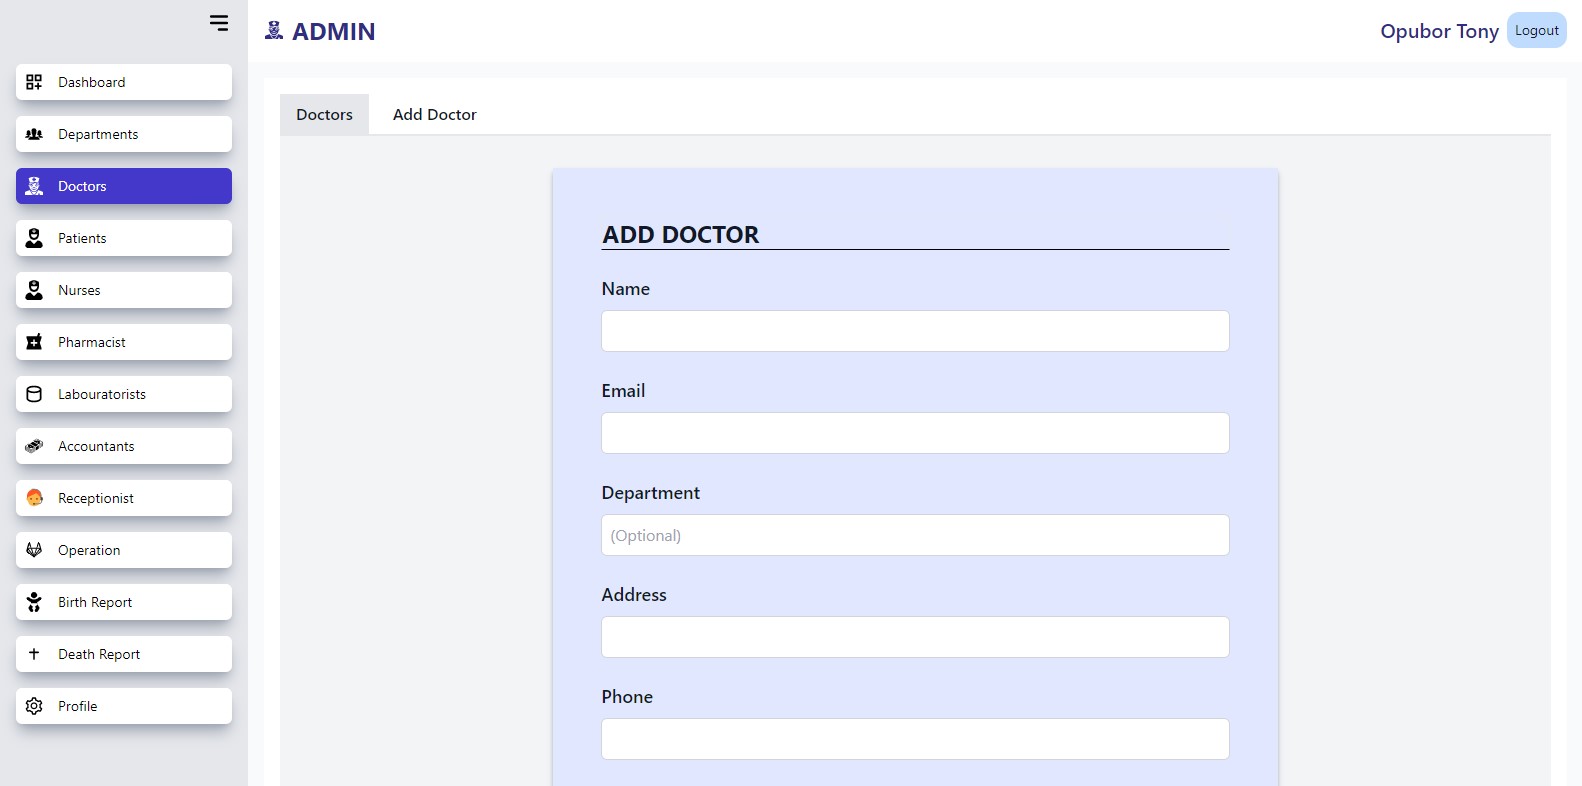 ADMIN
Opubor Tony
Logout
Dashboard
Departments
Doctors
Patients
Nurses
Pharmacist
Labouratorists
Accountants
Receptionist
Operation
Birth Report
Death Report
Profile
Doctors
Add Doctor
ADD DOCTOR
Name
Email
Department
(Optional)
Address
Phone